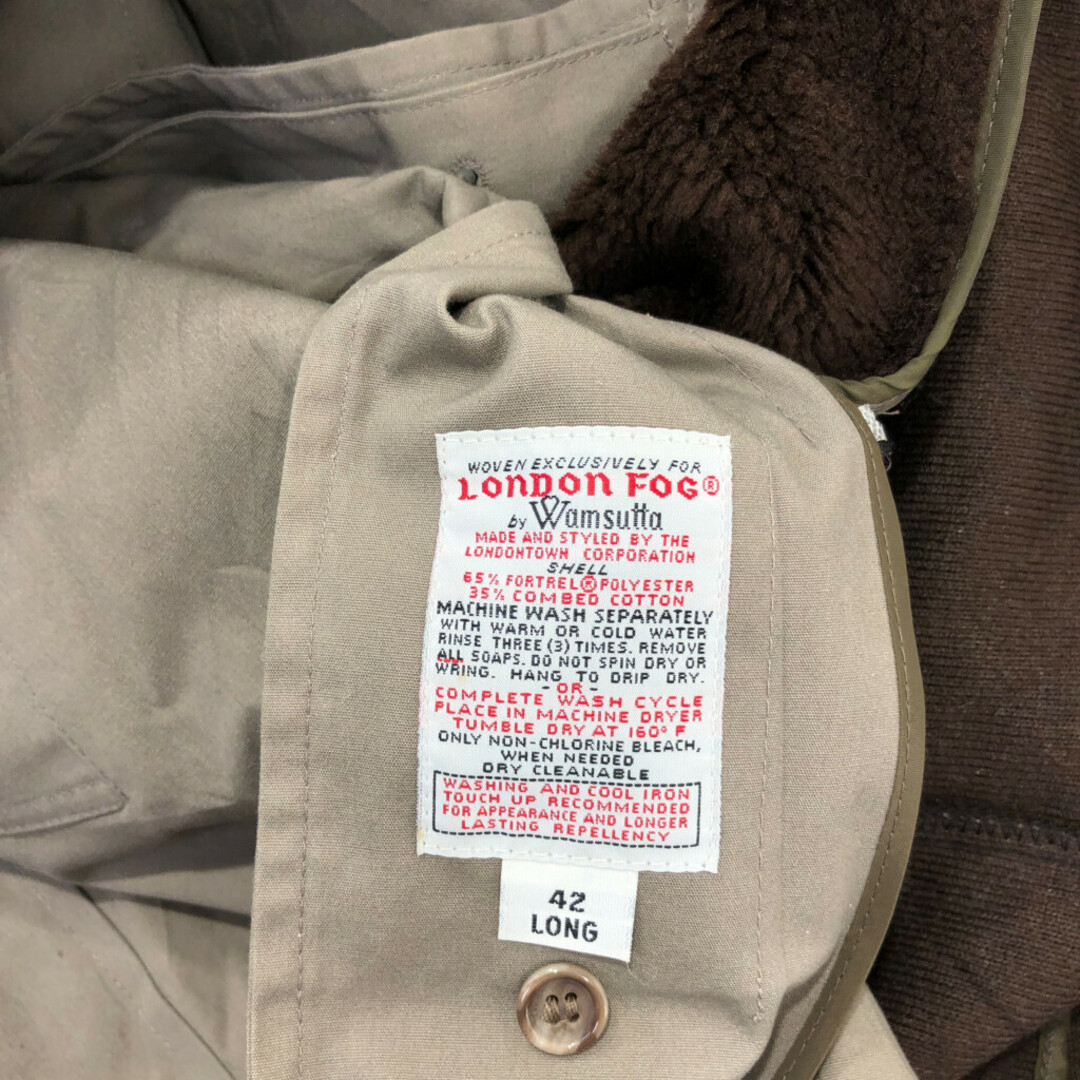 WOVEN EXCLUSIVELY FOR
LONDON FOG®
by Wamsutta
MADE AND STYLED BY THE
LONDONTOWN CORPORATION
SHELL
65% FORTREL® POLYESTER
35% COMBED COTTON
MACHINE WASH SEPARATELY
WITH WARM OR COLD WATER
RINSE THREE (3) TIMES. REMOVE
ALL SOAPS. DO NOT SPIN DRY OR
WRING. HANG TO DRIP DRY.
- OR -
COMPLETE WASH CYCLE
PLACE IN MACHINE DRYER
TUMBLE DRY AT 160° F
ONLY NON-CHLORINE BLEACH,
WHEN NEEDED
DRY CLEANABLE
WASHING AND COOL IRON
TOUCH UP RECOMMENDED
FOR APPEARANCE AND LONGER
LASTING REPELLENCY
42
LONG